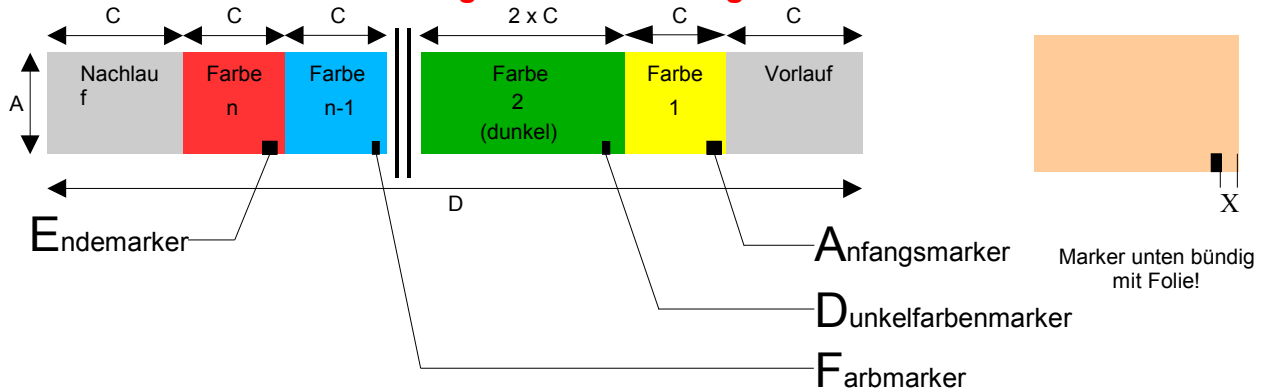 C C C 2 x C C C
A
Nachlau
f
Farbe
n
Farbe
n-1
Farbe
2
(dunkel)
Farbe
1
Vorlauf
D
X
Endemarker
Anfangsmarker
Dunkelfarbenmarker
Farbmarker
Marker unten bündig
mit Folie!